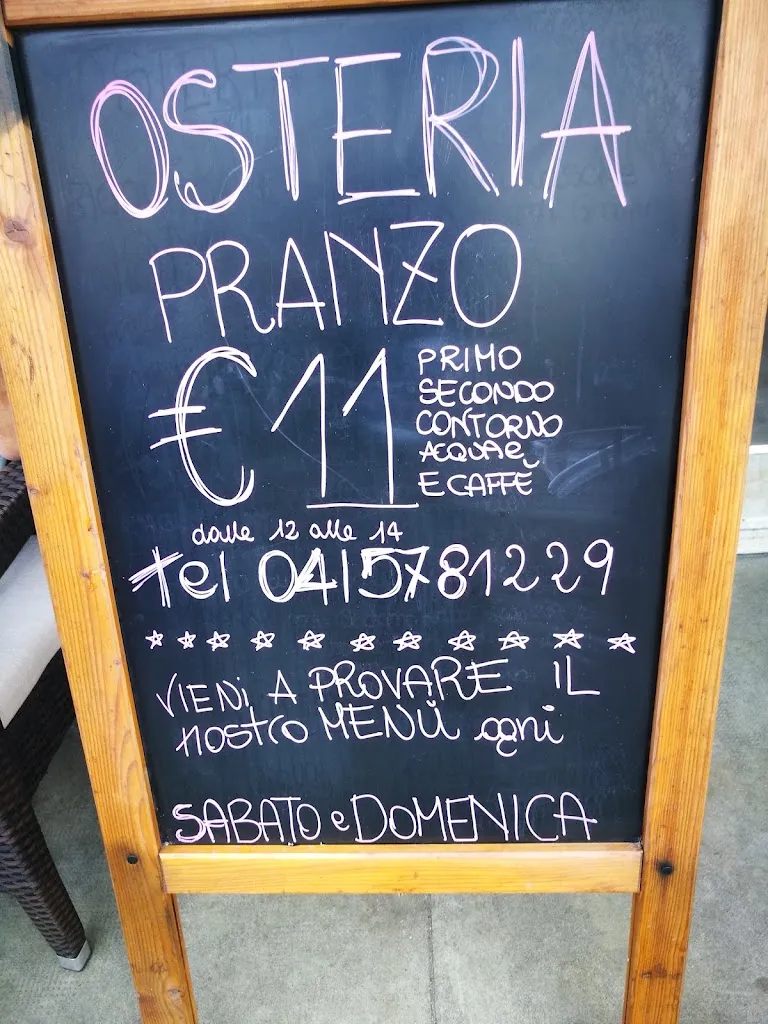 OSTERIA
PRANZO
€ 11
PRIMO
SECONDO
CONTORNO
ACQUA e
E CAFFÈ
dalle 12 alle 14
tel 0415781229
VIENI A PROVARE IL
nostro MENÙ ogni
SABATO e DOMENICA